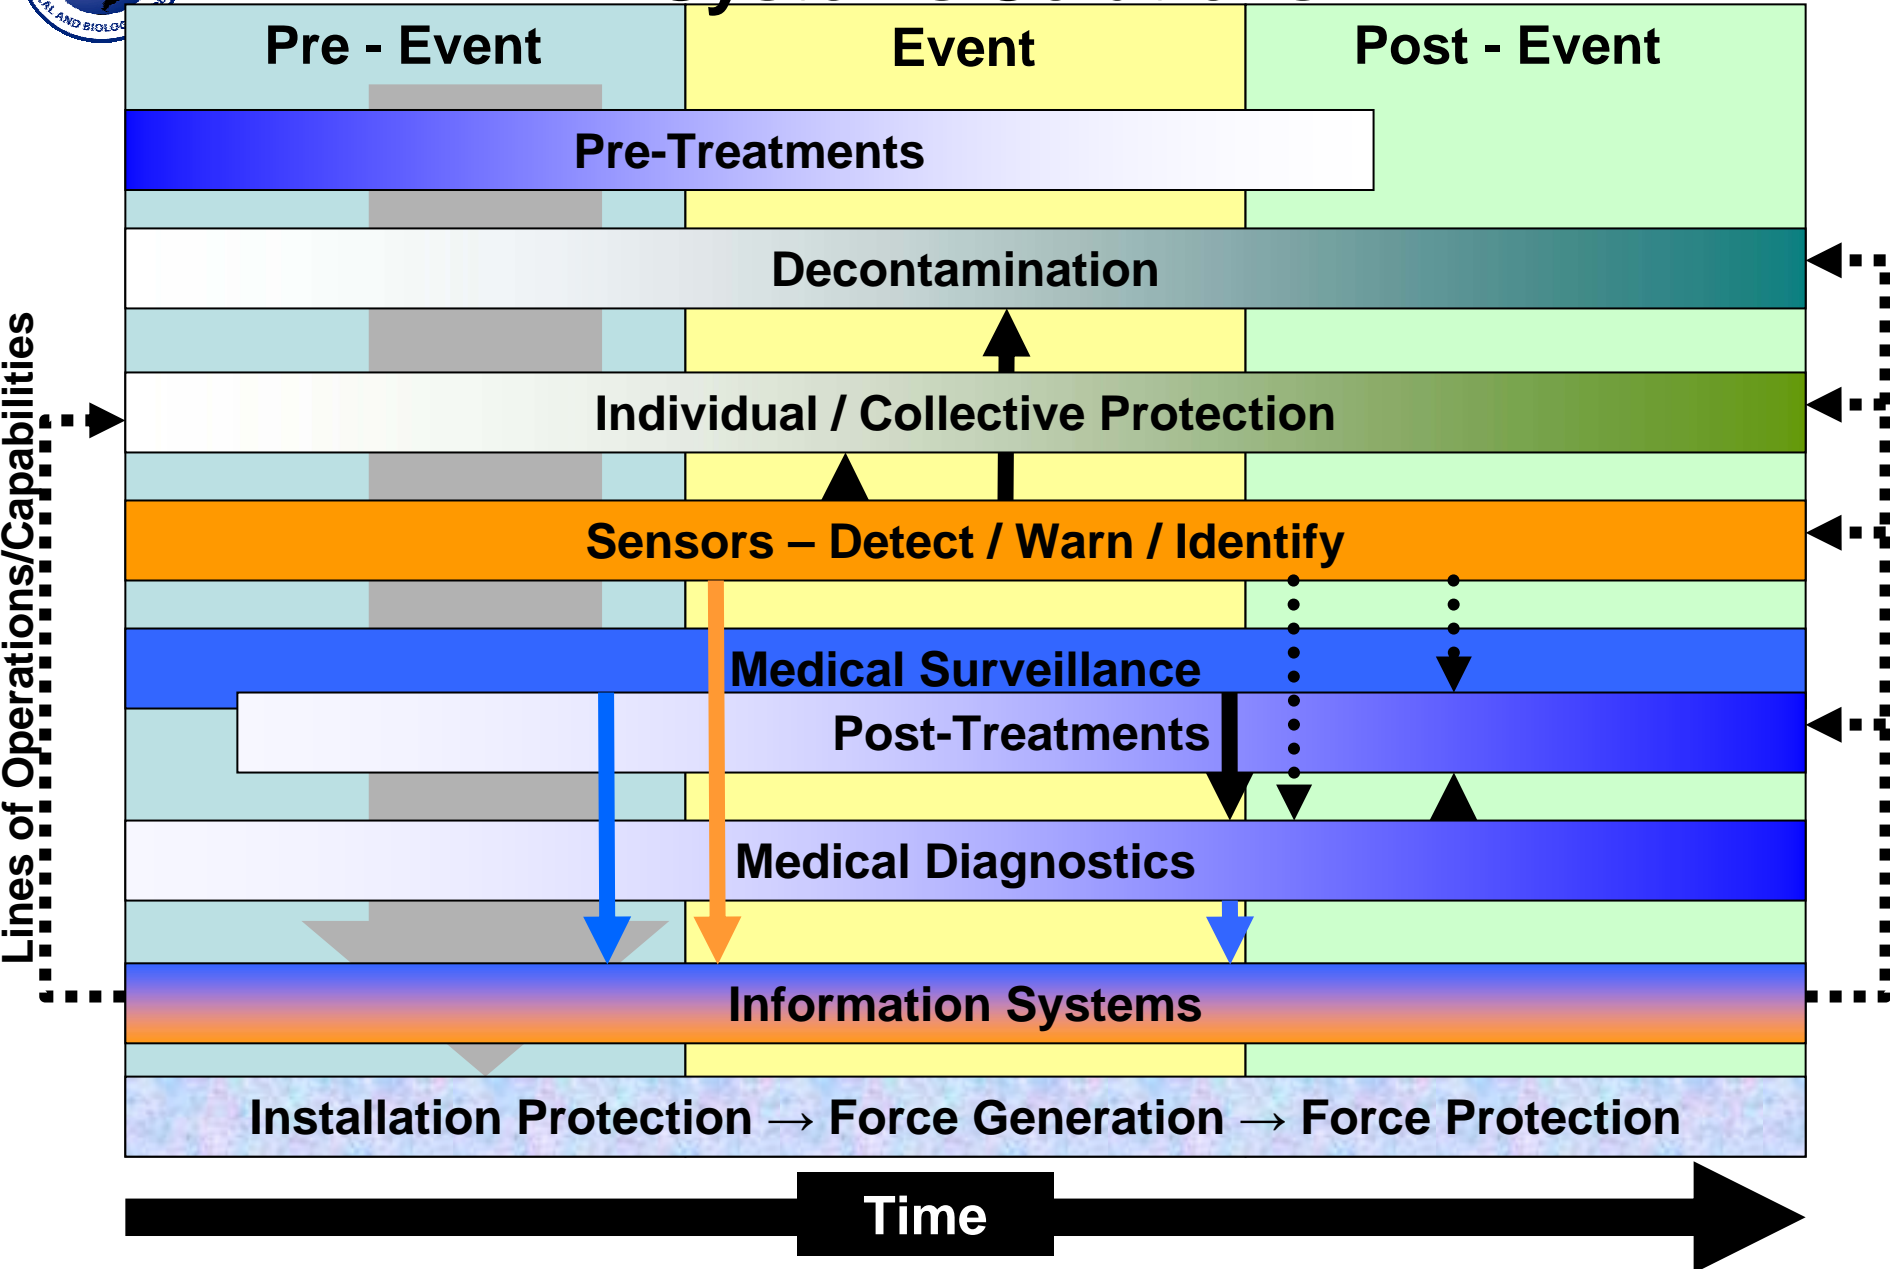 Pre - Event
Event
Post - Event
Pre-Treatments
Decontamination
Individual / Collective Protection
Sensors – Detect / Warn / Identify
Medical Surveillance
Post-Treatments
Medical Diagnostics
Information Systems
Installation Protection → Force Generation → Force Protection
Time
Lines of Operations/Capabilities